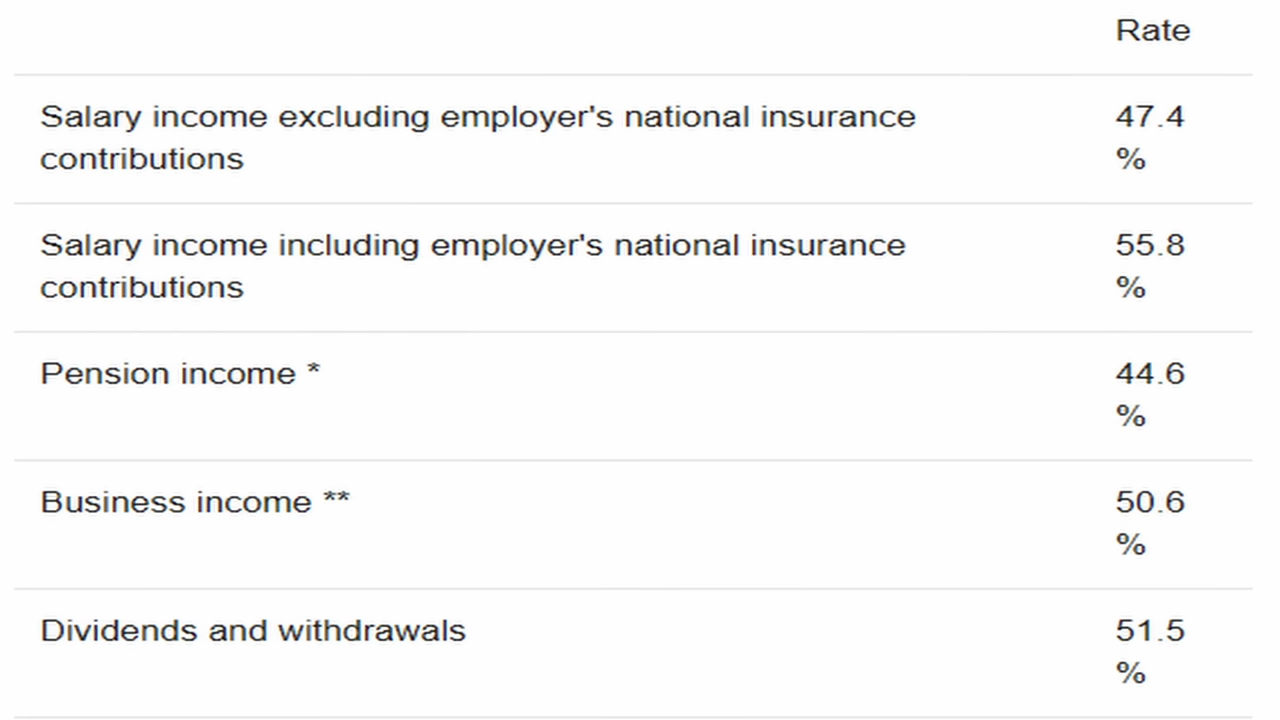 Rate
Salary income excluding employer's national insurance 47.4
contributions %
Salary income including employer's national insurance 55.8
contributions %
Pension income * 44.6
%
Business income ** 50.6
%
Dividends and withdrawals 51.5
%